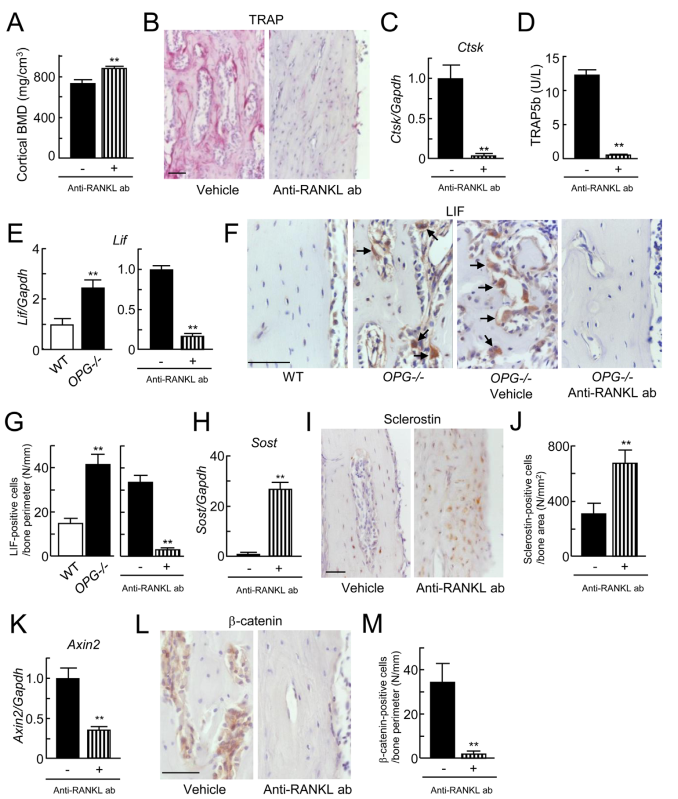 A
Cortical BMD (mg/cm³)
800
400
0
**
- +
Anti-RANKL ab
B
TRAP
Vehicle
Anti-RANKL ab
C
Ctsk
Ctsk/Gapdh
1.0
0.5
0
**
- +
Anti-RANKL ab
D
TRAP5b (U/L)
15
10
5
0
**
- +
Anti-RANKL ab
E
Lif
Lif/Gapdh
4
2
0
**
WT
OPG-/-
1.0
0.5
0
**
- +
Anti-RANKL ab
F
LIF
WT
OPG-/-
OPG-/-
Vehicle
OPG-/-
Anti-RANKL ab
G
LIF-positive cells
/bone perimeter (N/mm)
40
20
0
**
WT
OPG-/-
**
- +
Anti-RANKL ab
H
Sost
Sost/Gapdh
40
20
0
**
- +
Anti-RANKL ab
I
Sclerostin
Vehicle
Anti-RANKL ab
J
Sclerostin-positive cells
/bone area (N/mm²)
800
400
0
**
- +
Anti-RANKL ab
K
Axin2
Axin2/Gapdh
1.0
0.5
0
**
- +
Anti-RANKL ab
L
β-catenin
Vehicle
Anti-RANKL ab
M
β-catenin-positive cells
/bone perimeter (N/mm)
40
20
0
**
- +
Anti-RANKL ab